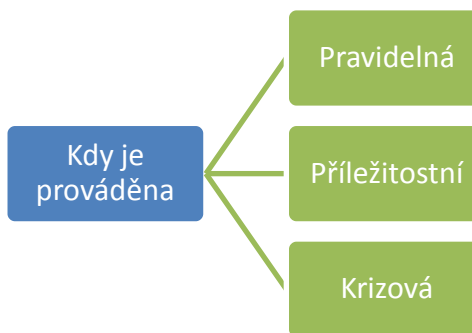 Kdy je
prováděna
Pravidelná
Příležitostní
Krizová